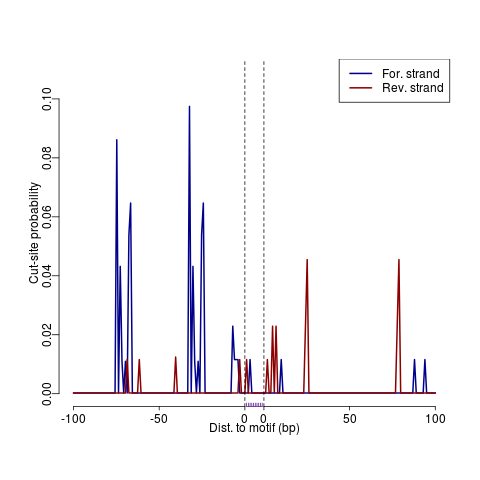 For. strand
Rev. strand
Cut-site probability
0.10
0.08
0.06
0.04
0.02
0.00
-100 -50 0 0 50 100
Dist. to motif (bp)